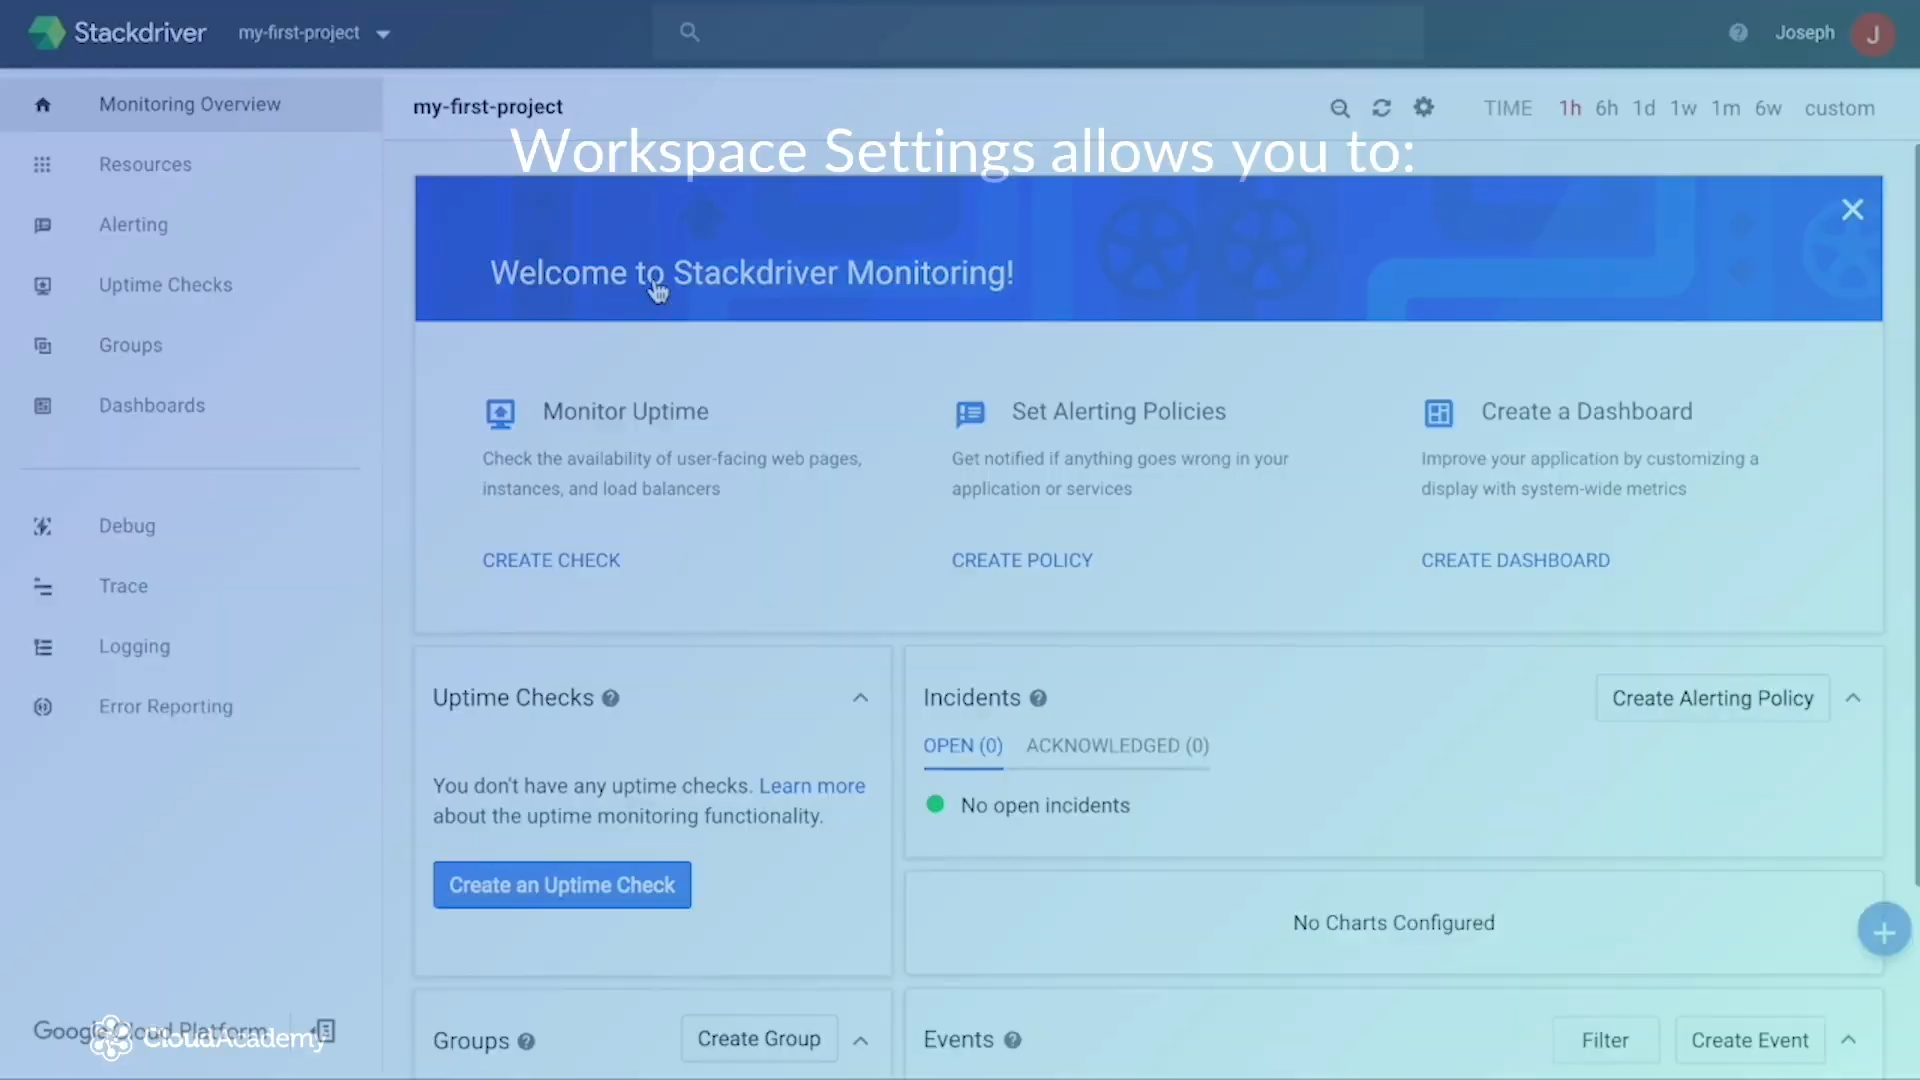 Stackdriver my-first-project
Joseph J
Monitoring Overview
Resources
Alerting
Uptime Checks
Groups
Dashboards
Debug
Trace
Logging
Error Reporting
Google Cloud Platform
CloudAcademy
my-first-project
TIME 1h 6h 1d 1w 1m 6w custom
Workspace Settings allows you to:
Welcome to Stackdriver Monitoring!
Monitor Uptime
Check the availability of user-facing web pages,
instances, and load balancers
CREATE CHECK
Set Alerting Policies
Get notified if anything goes wrong in your
application or services
CREATE POLICY
Create a Dashboard
Improve your application by customizing a
display with system-wide metrics
CREATE DASHBOARD
Uptime Checks
You don't have any uptime checks. Learn more
about the uptime monitoring functionality.
Create an Uptime Check
Incidents
Create Alerting Policy
OPEN (0) ACKNOWLEDGED (0)
No open incidents
No Charts Configured
Groups
Create Group
Events
Filter
Create Event